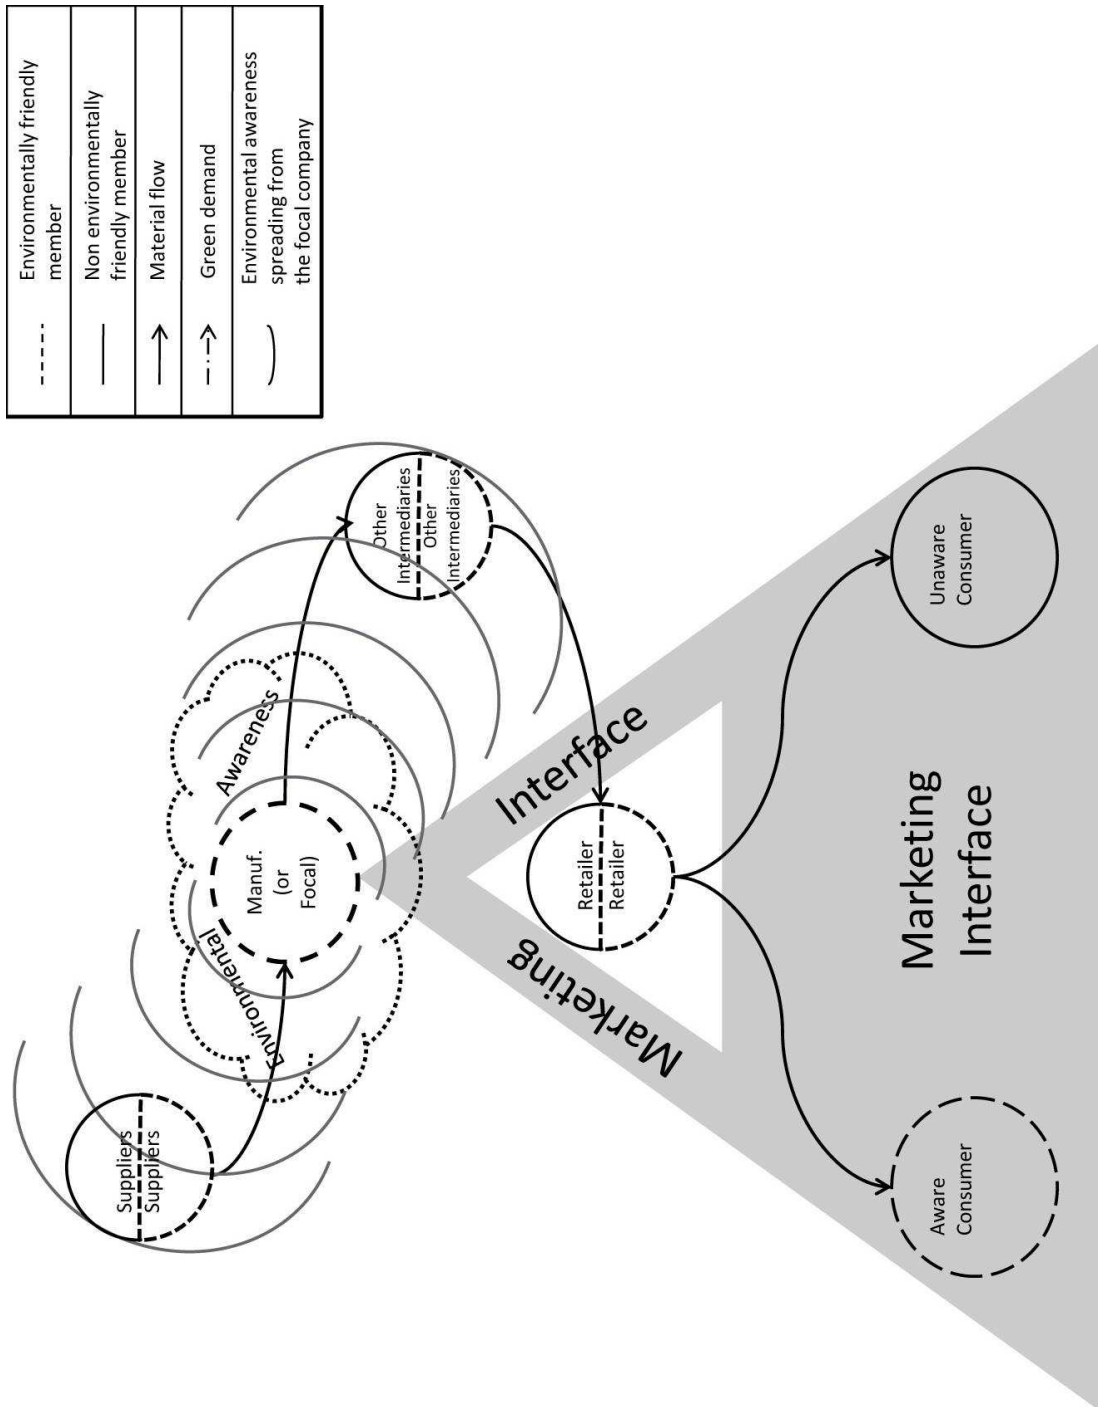 Environmentally friendly
member
Non environmentally
friendly member
Material flow
Green demand
Environmental awareness
spreading from
the focal company
Suppliers
Suppliers
Environmental
Awareness
Manuf.
(or
Focal)
Other
Intermediaries
Other
Intermediaries
Marketing
Interface
Retailer
Retailer
Marketing
Interface
Aware
Consumer
Unaware
Consumer